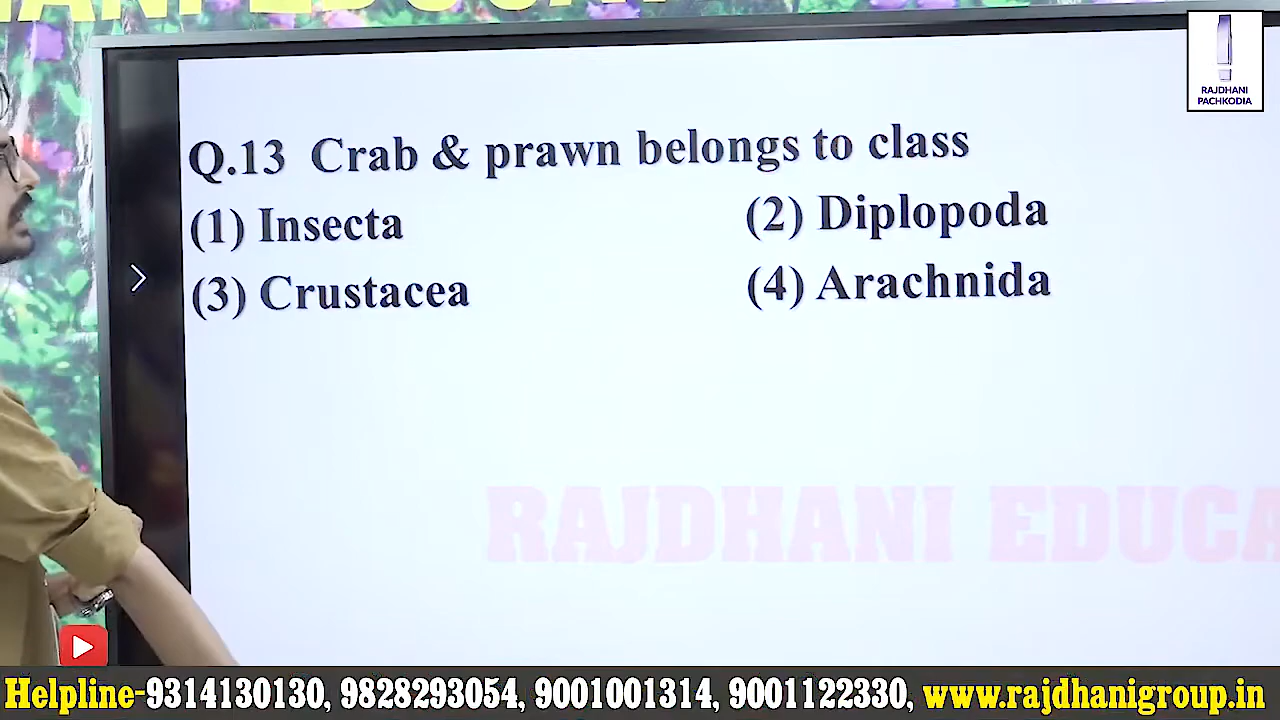 RAJDHANI
PACHKODIA
Q.13 Crab & prawn belongs to class
(1) Insecta (2) Diplopoda
(3) Crustacea (4) Arachnida
RAJDHANI EDUCA
Helpline-9314130130, 9828293054, 9001001314, 9001122330, www.rajdhanigroup.in